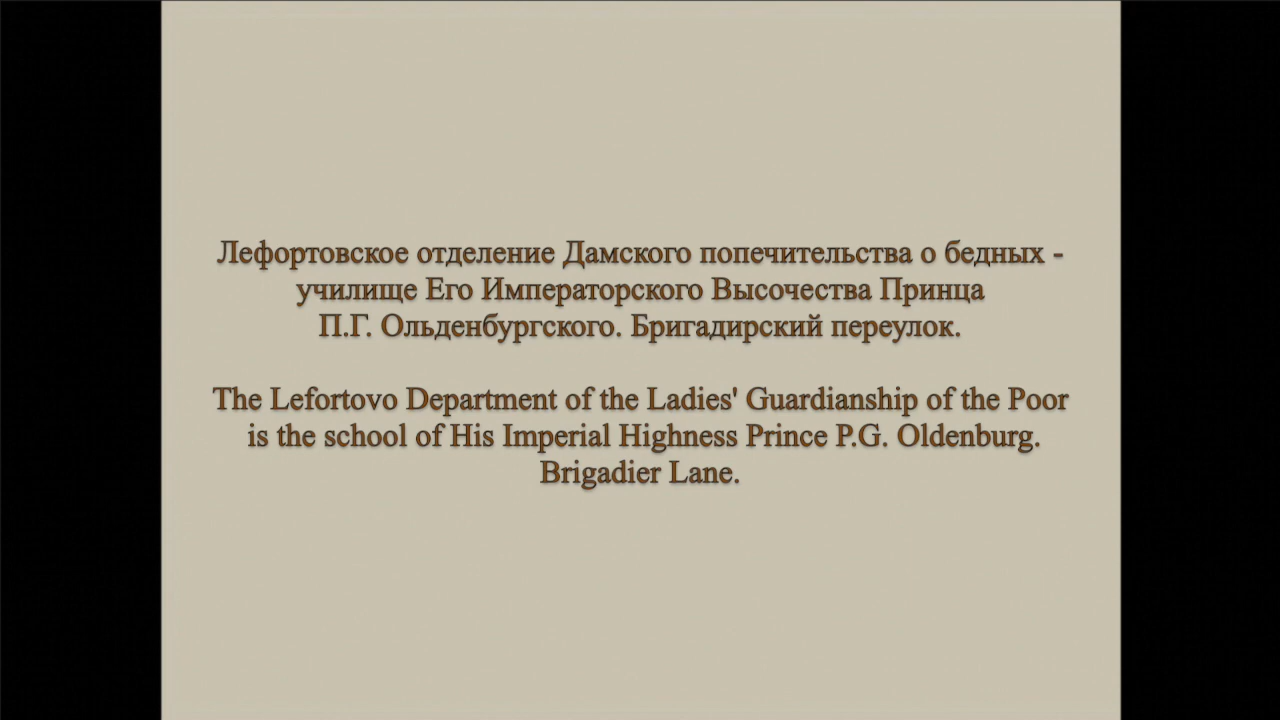 Лефортовское отделение Дамского попечительства о бедных -
училище Его Императорского Высочества Принца
П.Г. Ольденбургского. Бригадирский переулок.
The Lefortovo Department of the Ladies' Guardianship of the Poor
is the school of His Imperial Highness Prince P.G. Oldenburg.
Brigadier Lane.